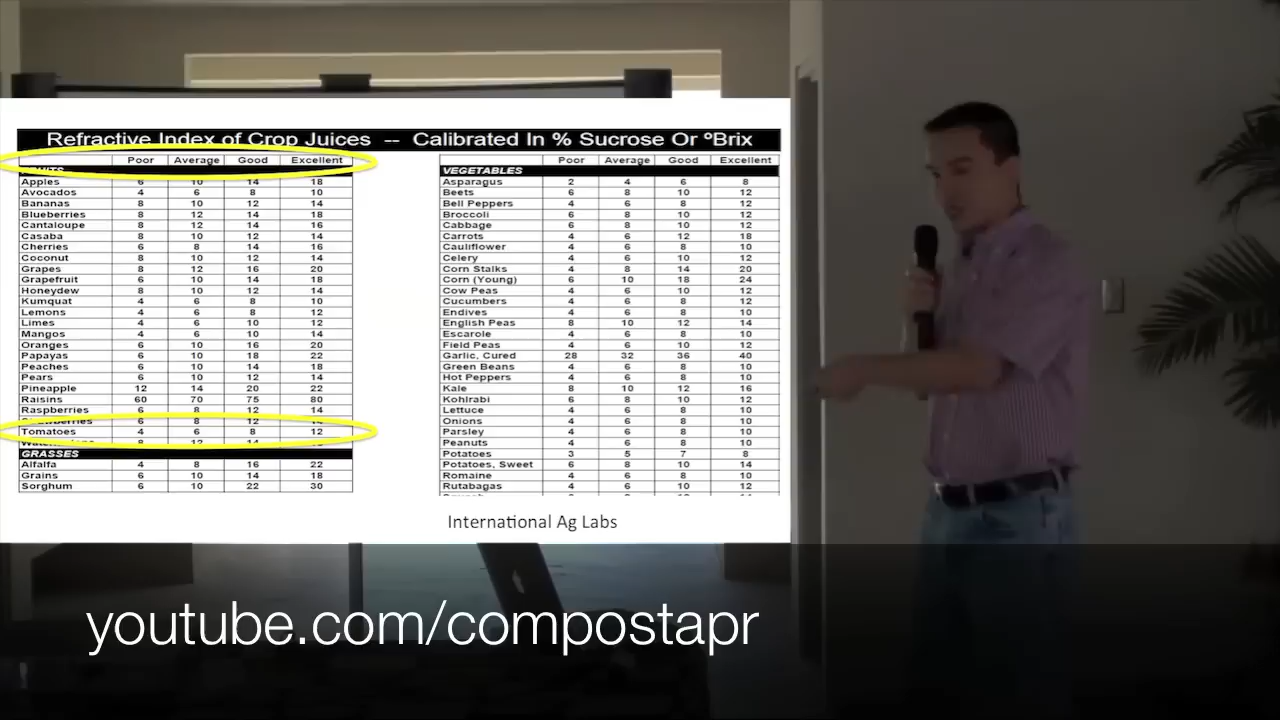 Refractive Index of Crop Juices -- Calibrated In % Sucrose Or ºBrix
Poor Average Good Excellent
Apples 6 10 14 18
Avocados 4 6 8 10
Bananas 8 10 12 14
Blueberries 8 12 14 18
Cantaloupe 8 12 14 16
Casaba 8 10 12 14
Cherries 6 8 14 16
Coconut 8 10 12 14
Grapes 8 12 16 20
Grapefruit 6 10 14 18
Honeydew 8 10 12 14
Kumquat 4 6 8 10
Lemons 4 6 8 12
Limes 4 6 10 12
Mangos 4 6 10 14
Oranges 6 10 16 20
Papayas 6 10 18 22
Peaches 6 10 14 18
Pears 6 10 12 14
Pineapple 12 14 20 22
Raisins 60 70 75 80
Raspberries 6 8 12 14
Strawberries 6 8 12 14
Tomatoes 4 6 8 12
8 12 14
GRASSES
Alfalfa 4 8 16 22
Grains 6 10 14 18
Sorghum 6 10 22 30
Poor Average Good Excellent
VEGETABLES
Asparagus 2 4 6 8
Beets 6 8 10 12
Bell Peppers 4 6 8 12
Broccoli 6 8 10 12
Cabbage 6 8 10 12
Carrots 4 6 12 18
Cauliflower 4 6 8 10
Celery 4 6 10 12
Corn Stalks 4 8 14 20
Corn (Young) 6 10 18 24
Cow Peas 4 6 10 12
Cucumbers 4 6 8 12
Endives 4 6 8 10
English Peas 8 10 12 14
Escarole 4 6 8 10
Field Peas 4 6 10 12
Garlic, Cured 28 32 36 40
Green Beans 4 6 8 10
Hot Peppers 4 6 8 10
Kale 8 10 12 16
Kohlrabi 6 8 10 12
Lettuce 4 6 8 10
Onions 4 6 8 10
Parsley 4 6 8 10
Peanuts 4 6 8 10
Potatoes 3 5 7 8
Potatoes, Sweet 6 8 10 14
Romaine 4 6 8 10
Rutabagas 4 6 10 12
International Ag Labs
youtube.com/compostapr